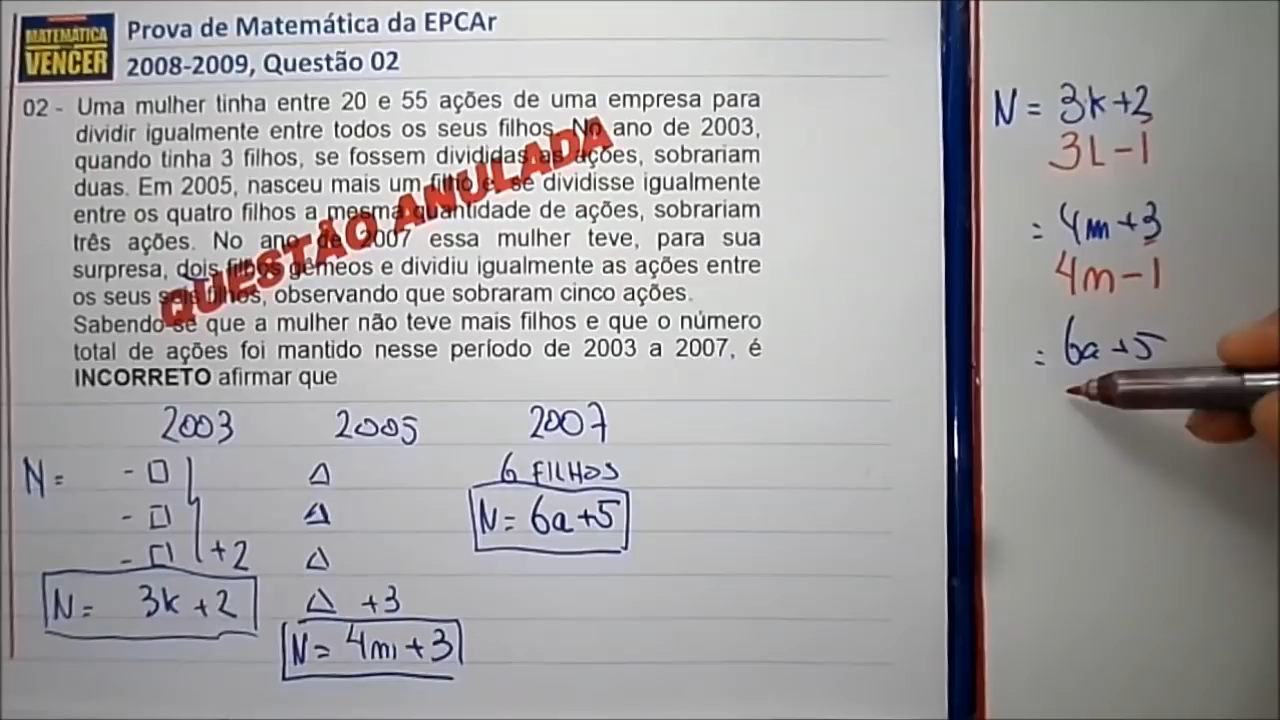 MATEMÁTICA
VENCER
Prova de Matemática da EPCAr
2008-2009, Questão 02
02 - Uma mulher tinha entre 20 e 55 ações de uma empresa para
dividir igualmente entre todos os seus filhos. No ano de 2003,
quando tinha 3 filhos, se fossem divididas as ações, sobrariam
duas. Em 2005, nasceu mais um filho e, se dividisse igualmente
entre os quatro filhos a mesma quantidade de ações, sobrariam
três ações. No ano de 2007 essa mulher teve, para sua
surpresa, dois filhos gêmeos e dividiu igualmente as ações entre
os seus seis filhos, observando que sobraram cinco ações.
Sabendo-se que a mulher não teve mais filhos e que o número
total de ações foi mantido nesse período de 2003 a 2007, é
INCORRETO afirmar que
QUESTÃO ANULADA
2003 2005 2007
N = - □ △ 6 FILHOS
- □ △ N = 6a+5
- □ +2 △
N = 3k+2 △ +3
N = 4m+3
N = 3k+2
3L-1
= 4m+3
4n-1
= 6a+5